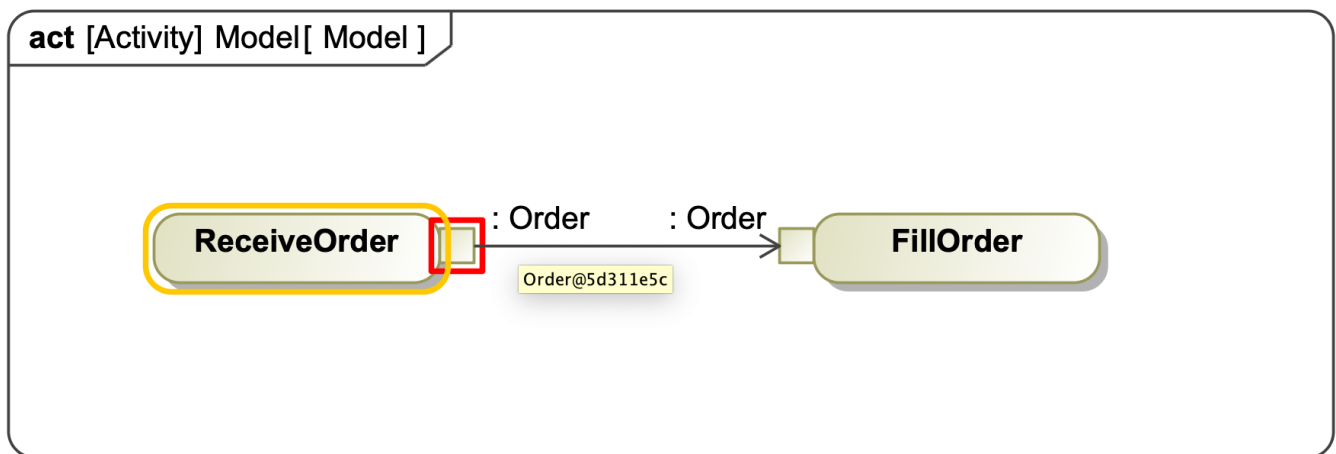 act [Activity] Model[ Model ]
: Order : Order
ReceiveOrder FillOrder
Order@5d311e5c